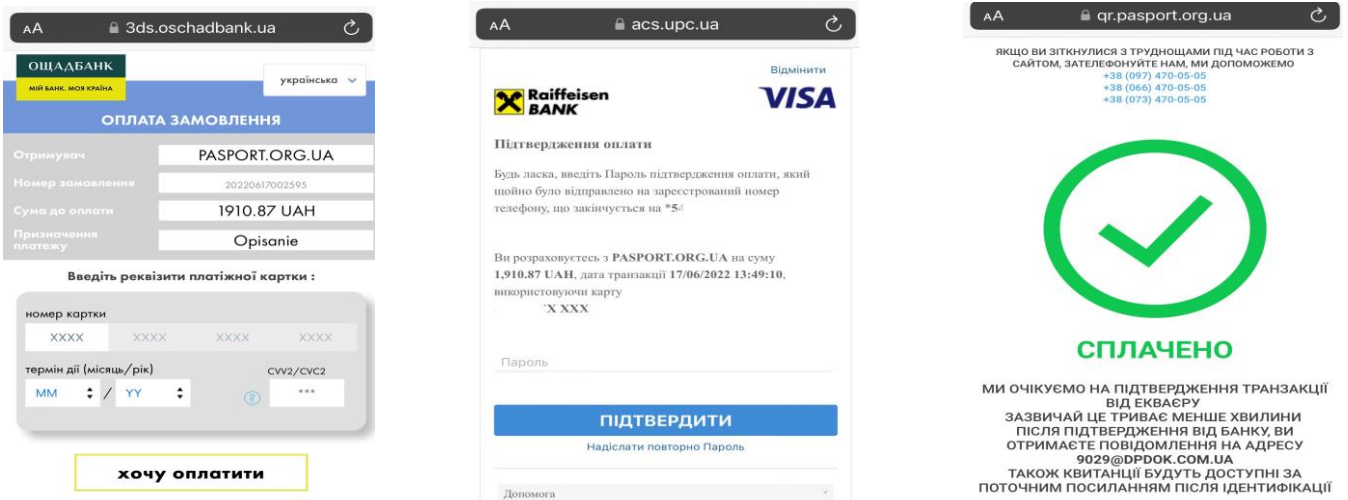 AA 3ds.oschadbank.ua
ОЩАДБАНК
МІЙ БАНК. МОЯ КРАЇНА
українська
ОПЛАТА ЗАМОВЛЕННЯ
Отримувач PASPORT.ORG.UA
Номер замовлення 20220617002595
Сума до оплати 1910.87 UAH
Призначення
платежу Opisanie
Введіть реквізити платіжної картки :
номер картки
XXXX XXXX XXXX XXXX
термін дії (місяць/рік) CVV2/CVC2
MM / YY ***
хочу оплатити
AA acs.upc.ua
Відмінити
Raiffeisen
BANK
VISA
Підтвердження оплати
Будь ласка, введіть Пароль підтвердження оплати, який
щойно було відправлено на зареєстрований номер
телефону, що закінчується на *5
Ви розраховуєтесь з PASPORT.ORG.UA на суму
1,910.87 UAH, дата транзакції 17/06/2022 13:49:10,
використовуючи карту
X XXX
Пароль
ПІДТВЕРДИТИ
Надіслати повторно Пароль
Допомога
AA qr.pasport.org.ua
ЯКЩО ВИ ЗІТКНУЛИСЯ З ТРУДНОЩАМИ ПІД ЧАС РОБОТИ З
САЙТОМ, ЗАТЕЛЕФОНУЙТЕ НАМ, МИ ДОПОМОЖЕМО
+38 (097) 470-05-05
+38 (066) 470-05-05
+38 (073) 470-05-05
СПЛАЧЕНО
МИ ОЧІКУЄМО НА ПІДТВЕРДЖЕННЯ ТРАНЗАКЦІЇ
ВІД ЕКВАЄРУ
ЗАЗВИЧАЙ ЦЕ ТРИВАЄ МЕНШЕ ХВИЛИНИ
ПІСЛЯ ПІДТВЕРДЖЕННЯ ВІД БАНКУ, ВИ
ОТРИМАЄТЕ ПОВІДОМЛЕННЯ НА АДРЕСУ
9029@DPDOK.COM.UA
ТАКОЖ КВИТАНЦІЇ БУДУТЬ ДОСТУПНІ ЗА
ПОТОЧНИМ ПОСИЛАННЯМ ПІСЛЯ ІДЕНТИФІКАЦІЇ